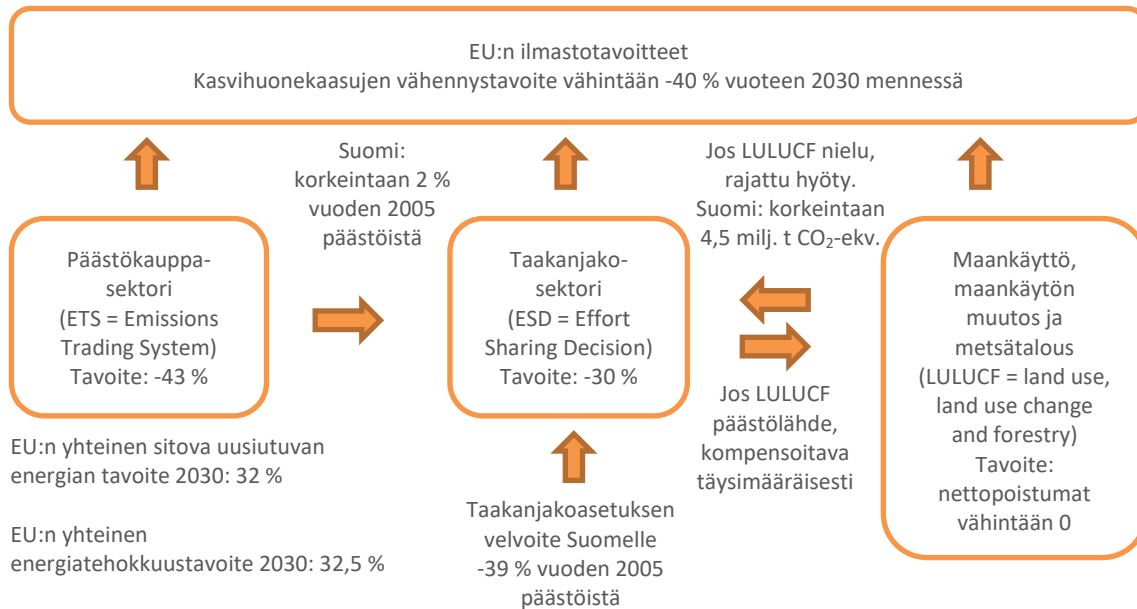 EU:n ilmastotavoitteet
Kasvihuonekaasujen vähennystavoite vähintään -40 % vuoteen 2030 mennessä
Suomi:
korkeintaan 2 %
vuoden 2005
päästöistä
Jos LULUCF nielu,
rajattu hyöty.
Suomi: korkeintaan
4,5 milj. t CO₂-ekv.
Päästökauppa-
sektori
(ETS = Emissions
Trading System)
Tavoite: -43 %
Taakanjako-
sektori
(ESD = Effort
Sharing Decision)
Tavoite: -30 %
Maankäyttö,
maankäytön
muutos ja
metsätalous
(LULUCF = land use,
land use change
and forestry)
Tavoite:
nettopoistumat
vähintään 0
Jos LULUCF
päästölähde,
kompensoitava
täysimääräisesti
EU:n yhteinen sitova uusiutuvan
energian tavoite 2030: 32 %
EU:n yhteinen
energiatehokkuustavoite 2030: 32,5 %
Taakanjakoasetuksen
velvoite Suomelle
-39 % vuoden 2005
päästöistä